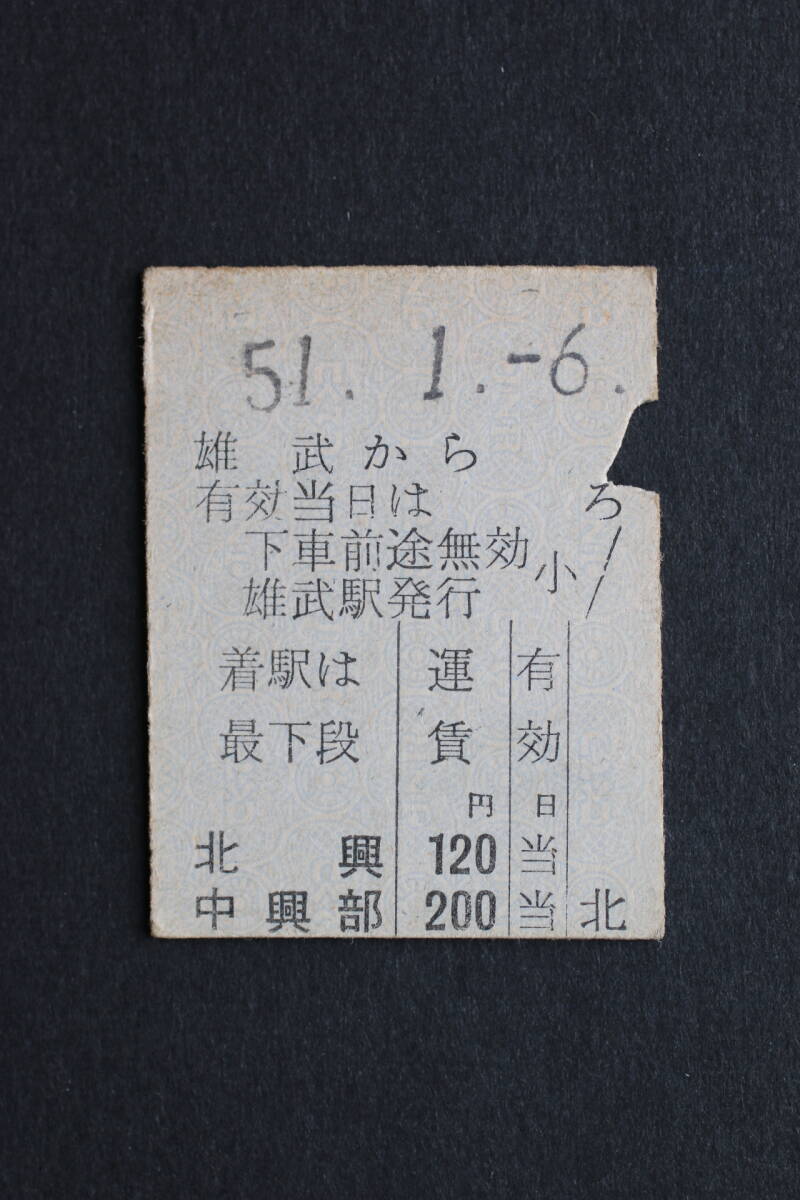 51. 1.-6.
雄武から
有効当日は ろ
下車前途無効 小
雄武駅発行
着駅は 運 有
最下段 賃 効
円 日
北興 120 当
中興部 200 当 北